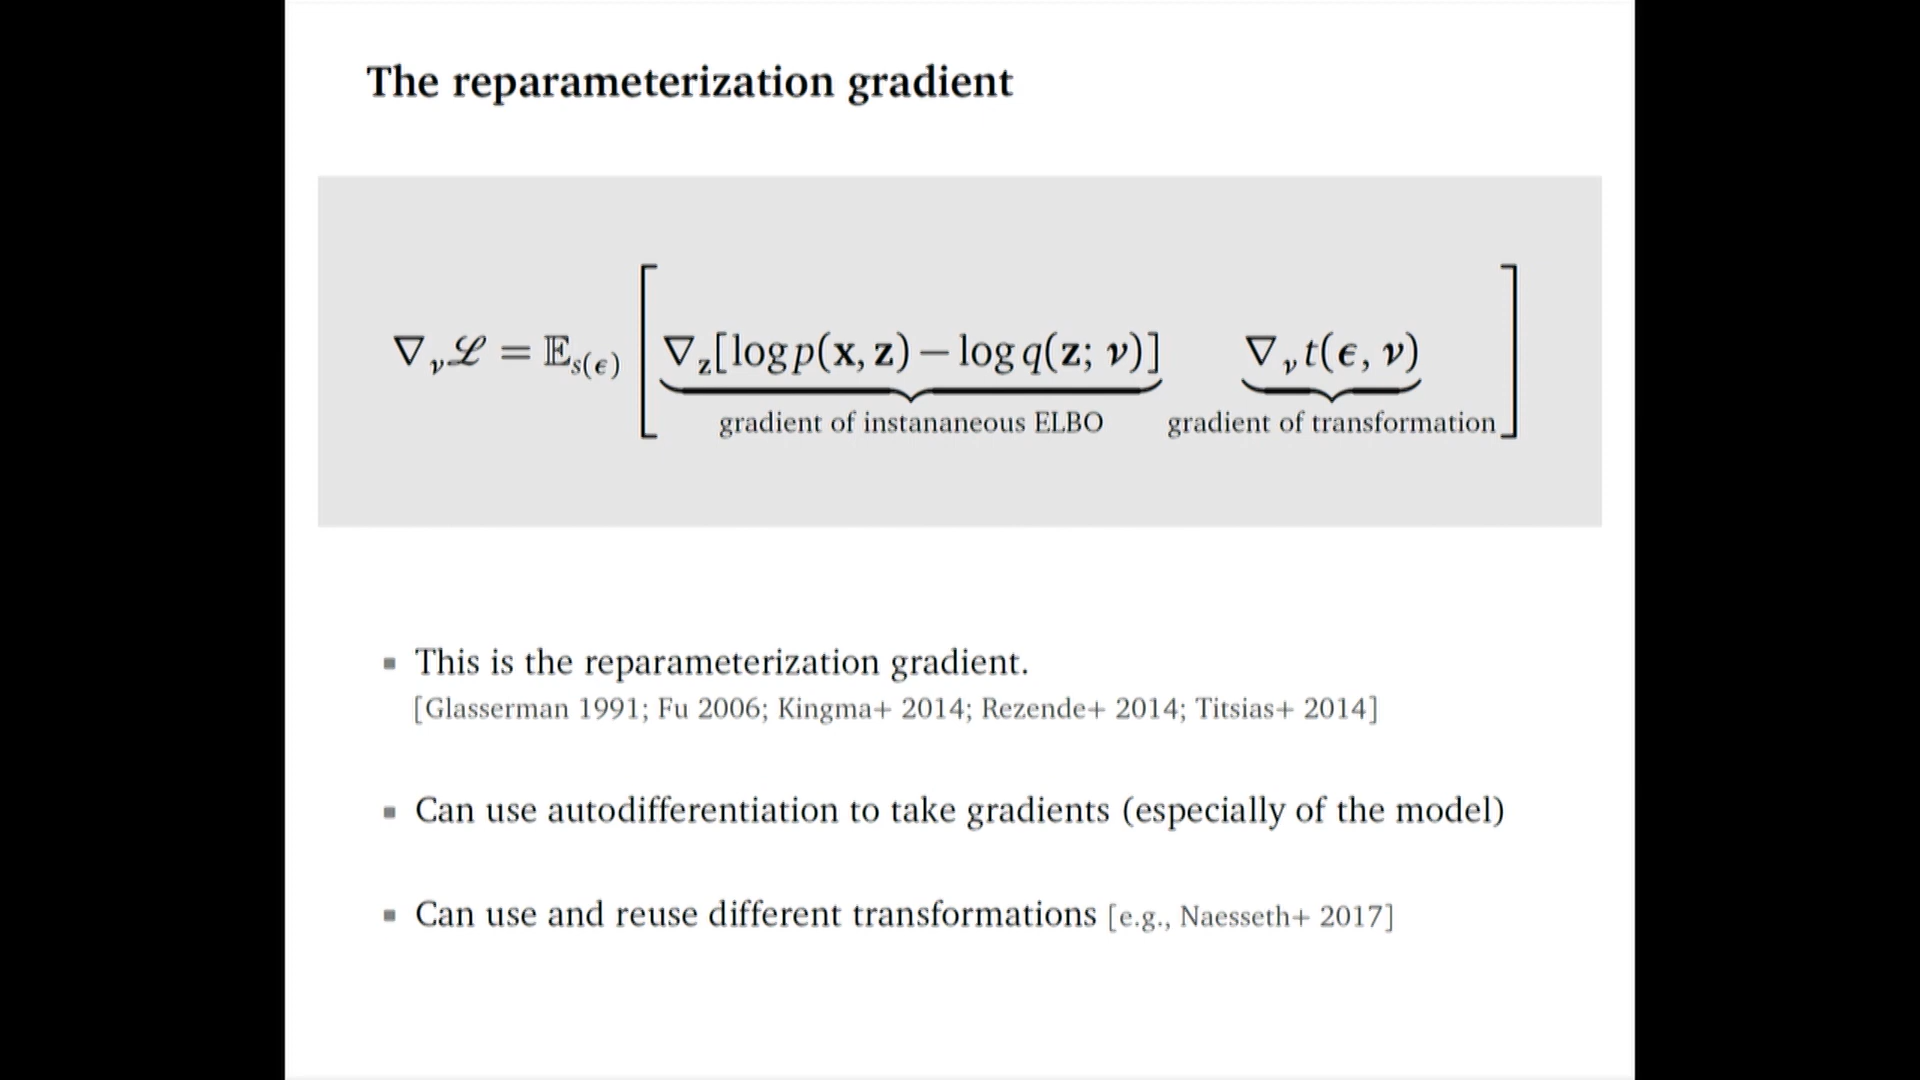 The reparameterization gradient
∇_ν ℒ = 𝔼_{s(ϵ)} [ ∇_z [log p(x, z) − log q(z; ν)] ∇_ν t(ϵ, ν) ]
gradient of instananeous ELBO gradient of transformation
▪ This is the reparameterization gradient.
[Glasserman 1991; Fu 2006; Kingma+ 2014; Rezende+ 2014; Titsias+ 2014]
▪ Can use autodifferentiation to take gradients (especially of the model)
▪ Can use and reuse different transformations [e.g., Naesseth+ 2017]